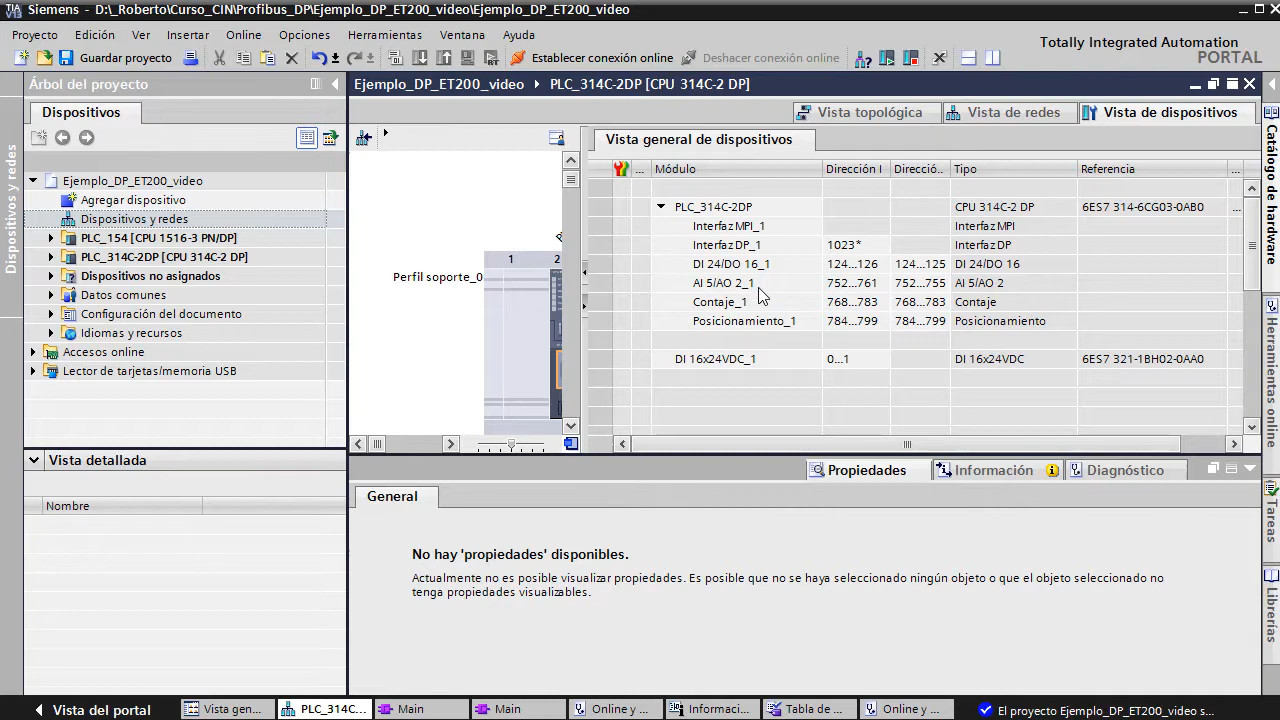 TIA V13 Siemens - D:\_Roberto\Curso_CIN\Profibus_DP\Ejemplo_DP_ET200_video\Ejemplo_DP_ET200_video
Proyecto Edición Ver Insertar Online Opciones Herramientas Ventana Ayuda
Totally Integrated Automation
PORTAL
Guardar proyecto Establecer conexión online Deshacer conexión online
Árbol del proyecto
Ejemplo_DP_ET200_video PLC_314C-2DP [CPU 314C-2 DP]
Dispositivos
Vista topológica Vista de redes Vista de dispositivos
Vista general de dispositivos
... Módulo Dirección I Direcció.. Tipo Referencia ...
Ejemplo_DP_ET200_video
Agregar dispositivo
Dispositivos y redes
PLC_154 [CPU 1516-3 PN/DP]
PLC_314C-2DP [CPU 314C-2 DP]
Dispositivos no asignados
Datos comunes
Configuración del documento
Idiomas y recursos
Accesos online
Lector de tarjetas/memoria USB
Perfil soporte_0
1 2
PLC_314C-2DP CPU 314C-2 DP 6ES7 314-6CG03-0AB0 ...
Interfaz MPI_1 Interfaz MPI
Interfaz DP_1 1023* Interfaz DP
DI 24/DO 16_1 124...126 124...125 DI 24/DO 16
AI 5/AO 2_1 752...761 752...755 AI 5/AO 2
Contaje_1 768...783 768...783 Contaje
Posicionamiento_1 784...799 784...799 Posicionamiento
DI 16x24VDC_1 0...1 DI 16x24VDC 6ES7 321-1BH02-0AA0
Vista detallada
Nombre
Propiedades Información Diagnóstico
General
No hay 'propiedades' disponibles.
Actualmente no es posible visualizar propiedades. Es posible que no se haya seleccionado ningún objeto o que el objeto seleccionado no
tenga propiedades visualizables.
Dispositivos y redes
Catálogo de hardware
Herramientas online
Tareas
Librerías
Vista del portal Vista gen... PLC_314C... Main Main Online y ... Informaci... Tabla de ... Online y ... El proyecto Ejemplo_DP_ET200_video s...